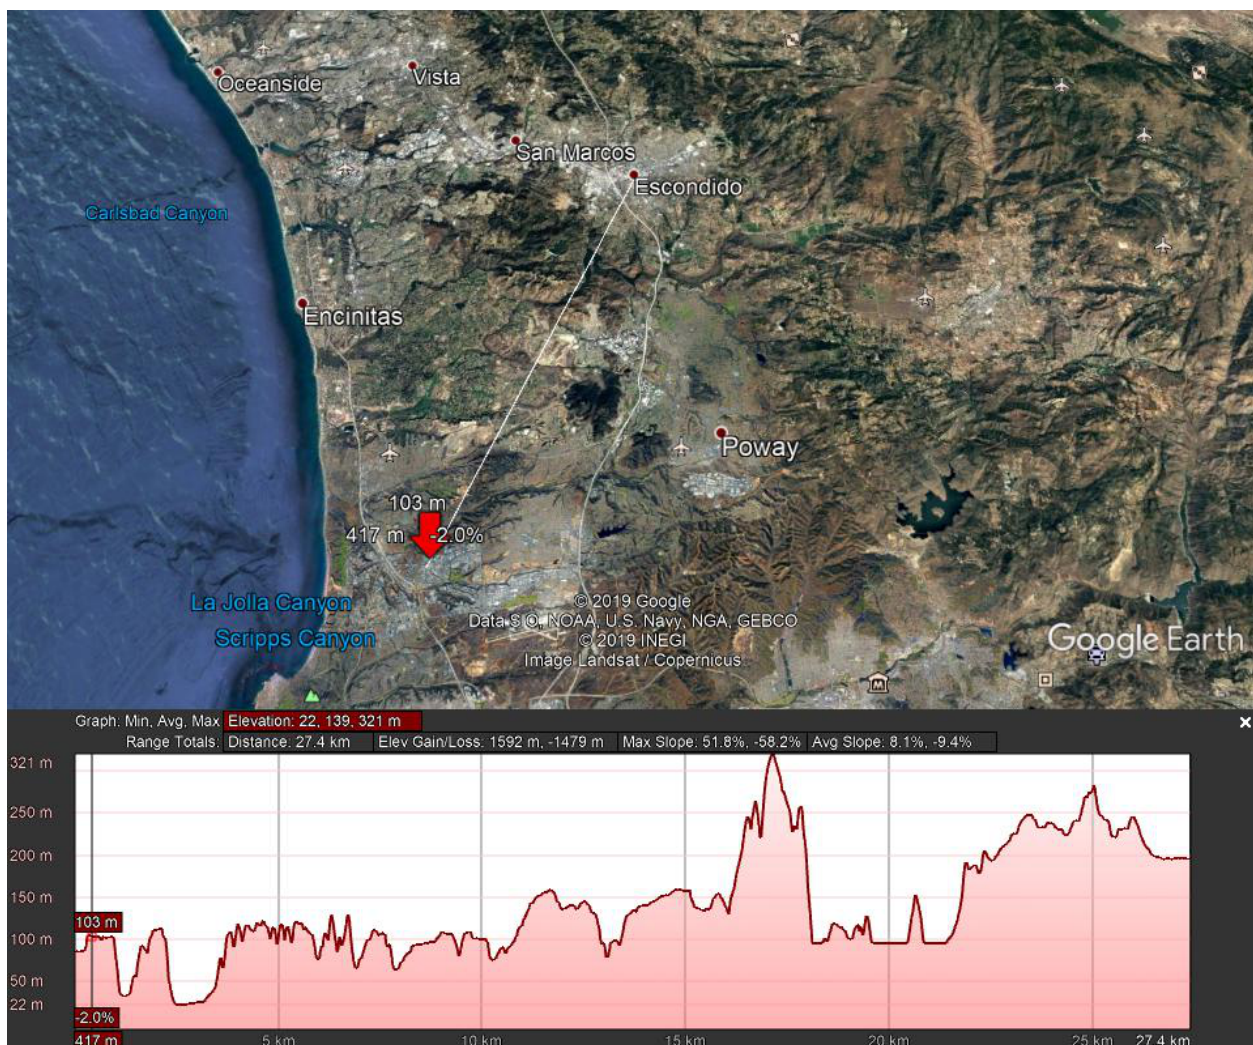 Oceanside
Vista
San Marcos
Escondido
Carlsbad Canyon
Encinitas
Poway
103 m
417 m
-2.0%
La Jolla Canyon
Scripps Canyon
© 2019 Google
Data SIO, NOAA, U.S. Navy, NGA, GEBCO
© 2019 INEGI
Image Landsat / Copernicus
Google Earth
Graph: Min, Avg, Max Elevation: 22, 139, 321 m
Range Totals: Distance: 27.4 km Elev Gain/Loss: 1592 m, -1479 m Max Slope: 51.8%, -58.2% Avg Slope: 8.1%, -9.4%
321 m
250 m
200 m
150 m
103 m
100 m
50 m
22 m
-2.0%
417 m 5 km 10 km 15 km 20 km 25 km 27.4 km